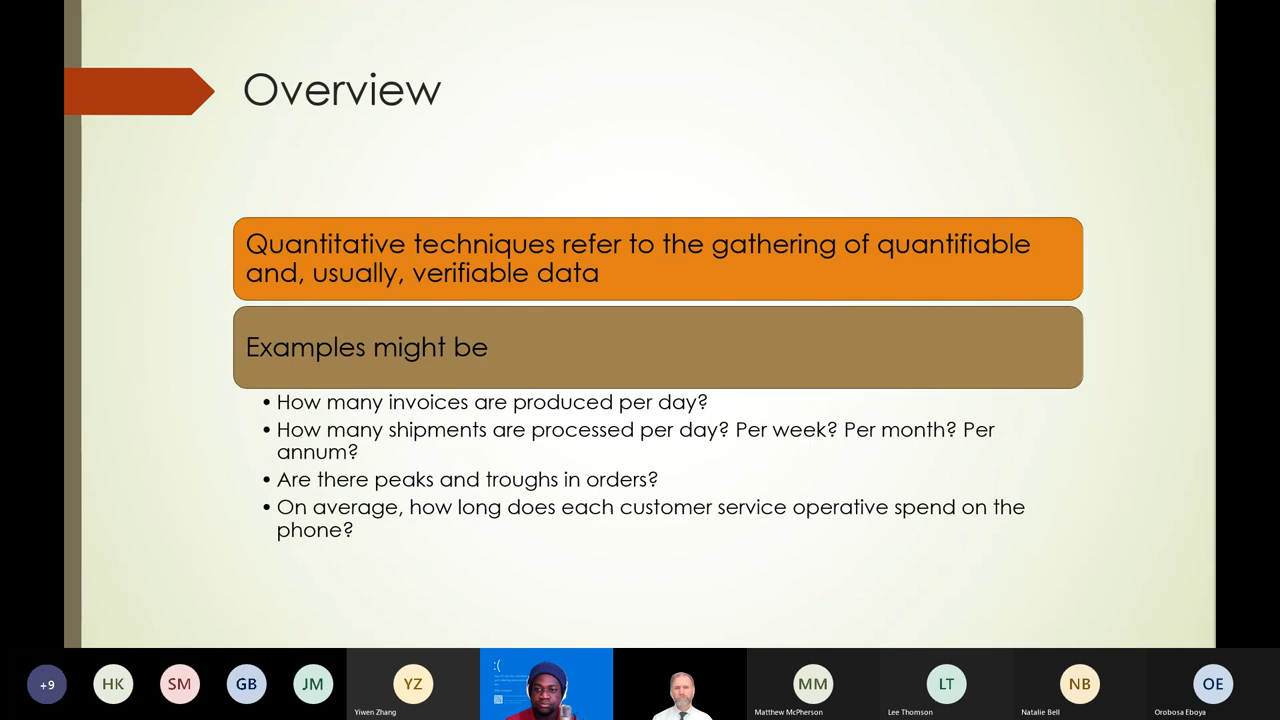 Overview
Quantitative techniques refer to the gathering of quantifiable
and, usually, verifiable data
Examples might be
• How many invoices are produced per day?
• How many shipments are processed per day? Per week? Per month? Per
annum?
• Are there peaks and troughs in orders?
• On average, how long does each customer service operative spend on the
phone?
+9
HK
SM
GB
JM
YZ
Yiwen Zhang
:(
MM
Matthew McPherson
LT
Lee Thomson
NB
Natalie Bell
OE
Orobosa Eboya